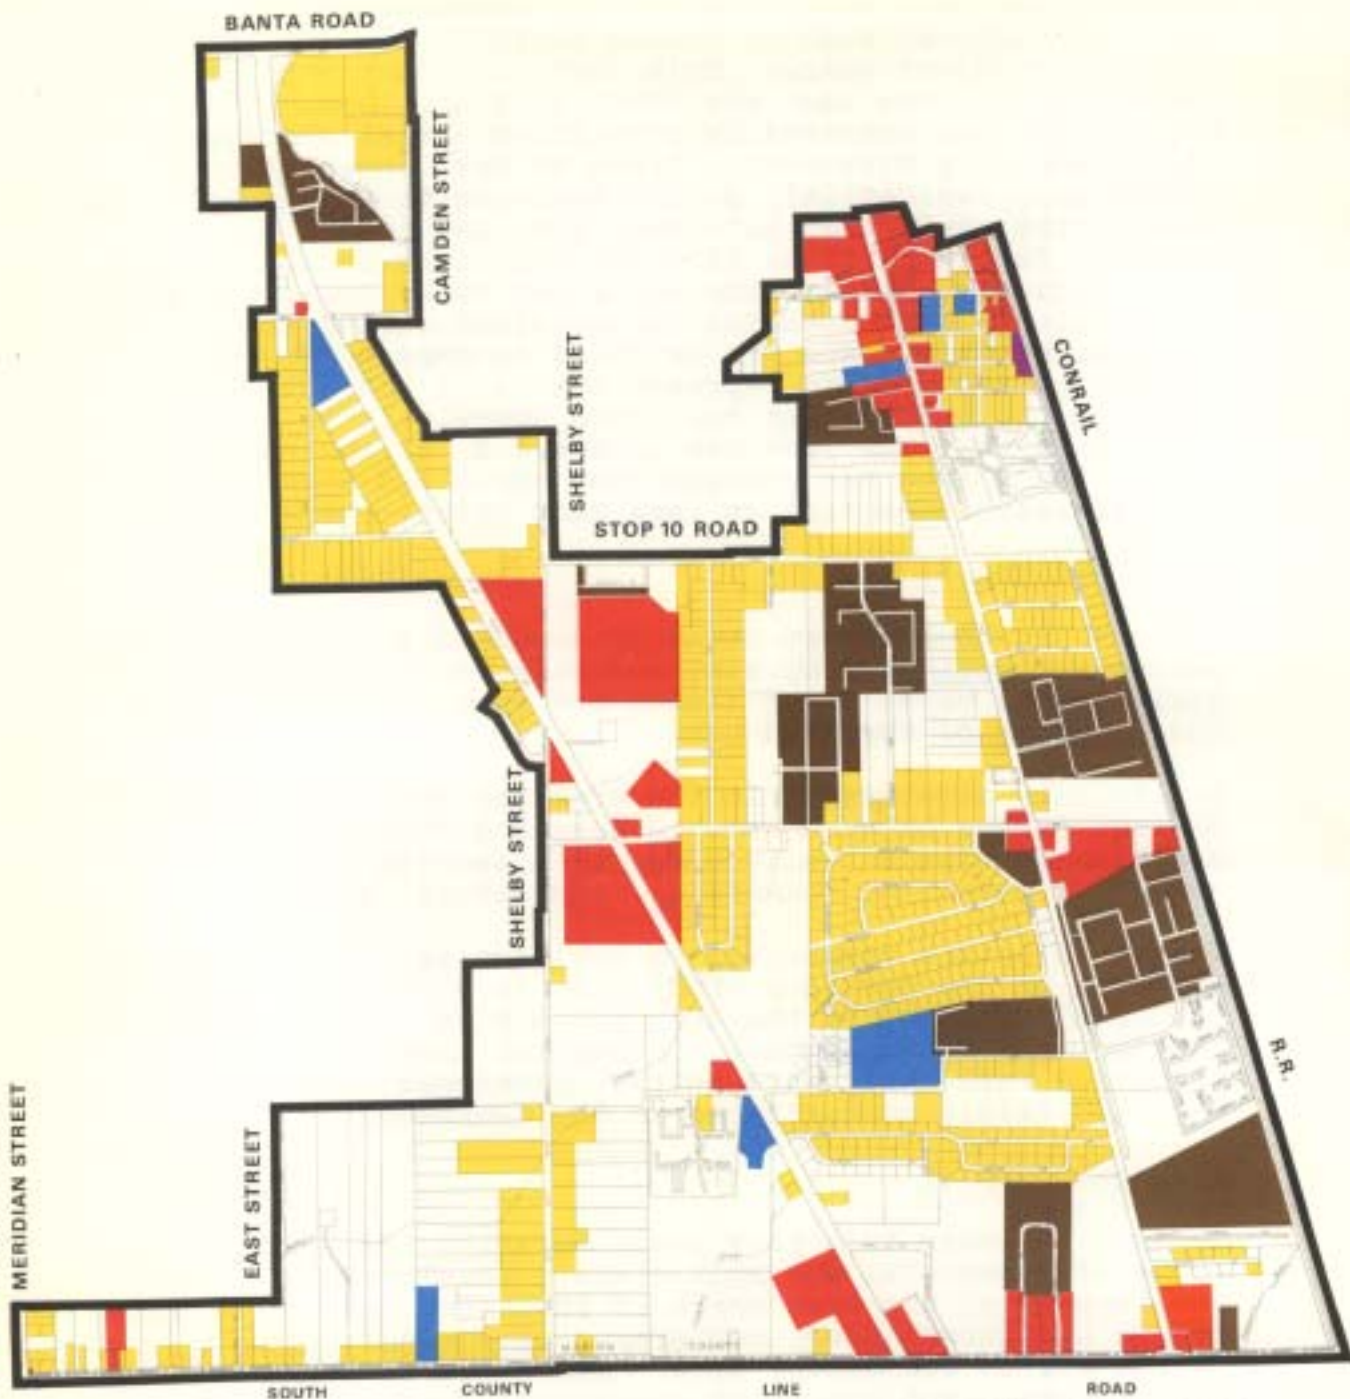 BANTA ROAD
CAMDEN STREET
SHELBY STREET
CONRAIL
STOP 10 ROAD
SHELBY STREET
R.R.
MERIDIAN STREET
EAST STREET
SOUTH COUNTY LINE ROAD